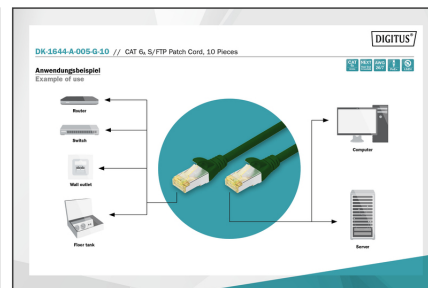 DIGITUS®
DK-1644-A-005-G-10 // CAT 6A S/FTP Patch Cord, 10 Pieces
Anwendungsbeispiel
Example of use
Router
Switch
Wall outlet
Floor tank
Computer
Server